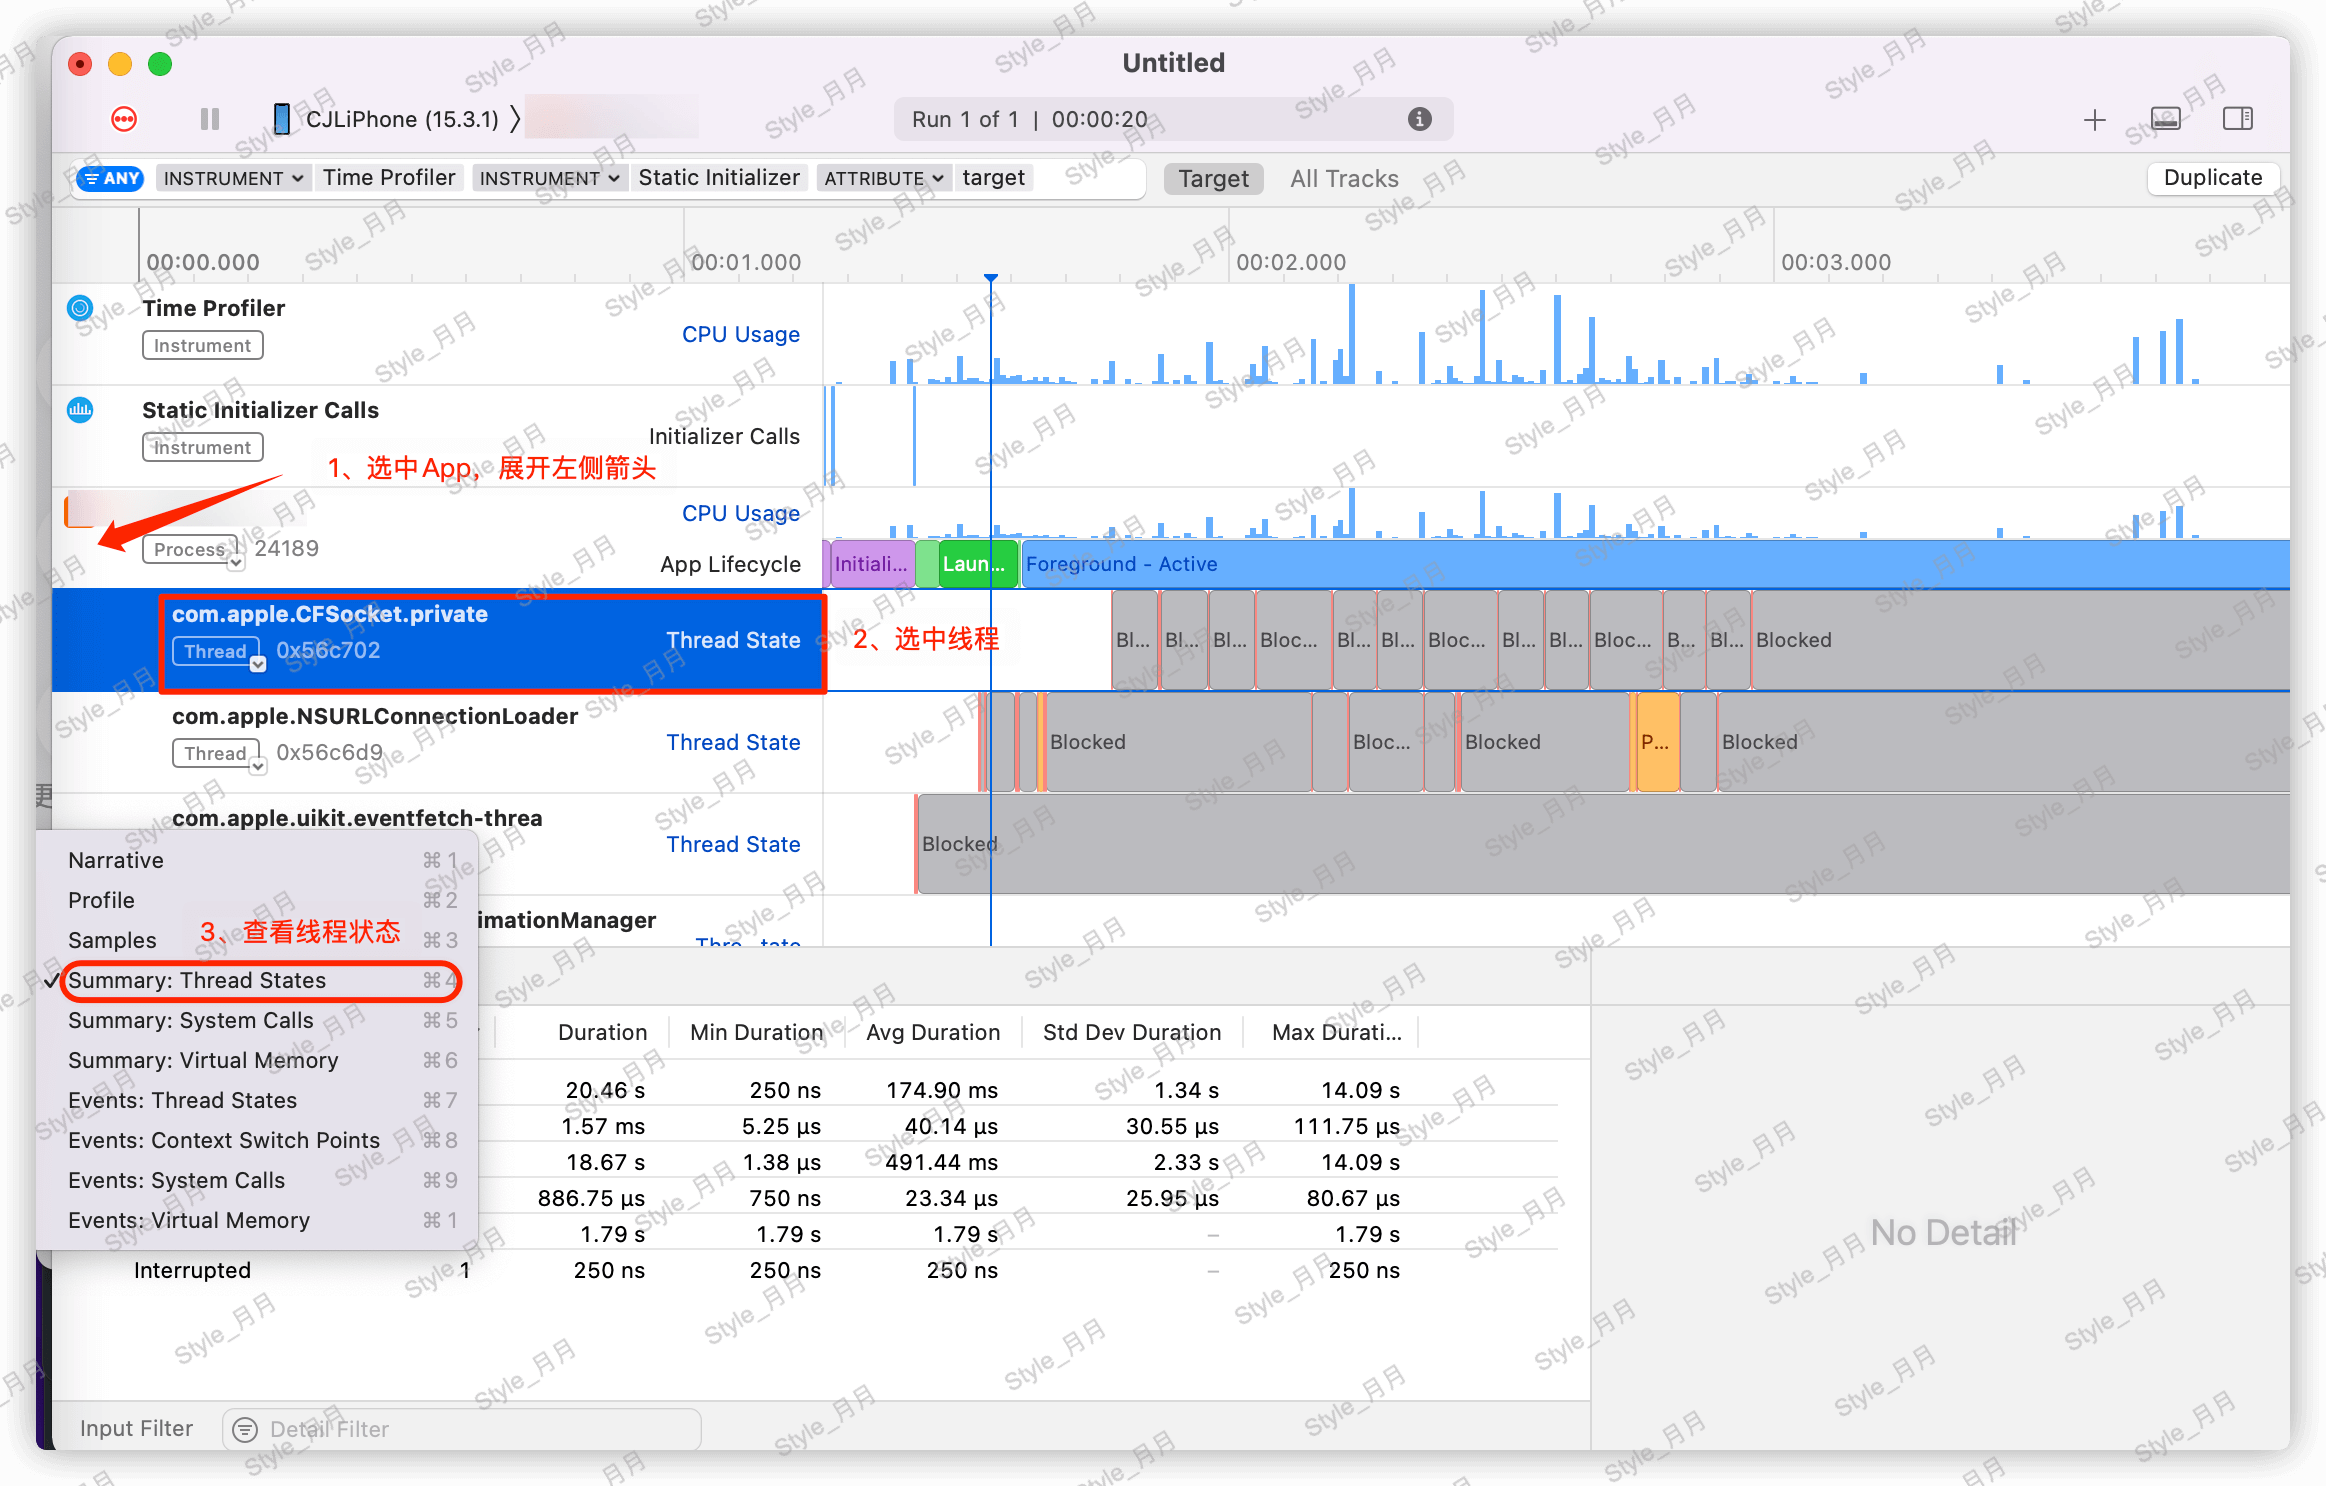 Untitled
CJLiPhone (15.3.1) 〉
Run 1 of 1 | 00:00:20
ANY INSTRUMENT Time Profiler INSTRUMENT Static Initializer ATTRIBUTE target Target All Tracks Duplicate
00:00.000 00:01.000 00:02.000 00:03.000
Time Profiler
Instrument
CPU Usage
Static Initializer Calls
Instrument
Initializer Calls
1、选中App，展开左侧箭头
CPU Usage
Process 24189
App Lifecycle
Initiali... Laun... Foreground - Active
com.apple.CFSocket.private
Thread 0x56c702
Thread State
2、选中线程
Bl... Bl... Bl... Bloc... Bl... Bl... Bloc... Bl... Bl... Bloc... B... Bl... Blocked
com.apple.NSURLConnectionLoader
Thread 0x56c6d9
Thread State
Blocked Bloc... Blocked P... Blocked
com.apple.uikit.eventfetch-threa
Thread State
Blocked
imationManager
Thre...tate
Narrative ⌘1
Profile ⌘2
Samples ⌘3
3、查看线程状态
✓ Summary: Thread States ⌘4
Summary: System Calls ⌘5
Summary: Virtual Memory ⌘6
Events: Thread States ⌘7
Events: Context Switch Points ⌘8
Events: System Calls ⌘9
Events: Virtual Memory ⌘1
Duration Min Duration Avg Duration Std Dev Duration Max Durati...
20.46 s 250 ns 174.90 ms 1.34 s 14.09 s
1.57 ms 5.25 µs 40.14 µs 30.55 µs 111.75 µs
18.67 s 1.38 µs 491.44 ms 2.33 s 14.09 s
886.75 µs 750 ns 23.34 µs 25.95 µs 80.67 µs
1.79 s 1.79 s 1.79 s – 1.79 s
Interrupted 1 250 ns 250 ns 250 ns – 250 ns
No Detail
Input Filter Detail Filter
更
Style_月月